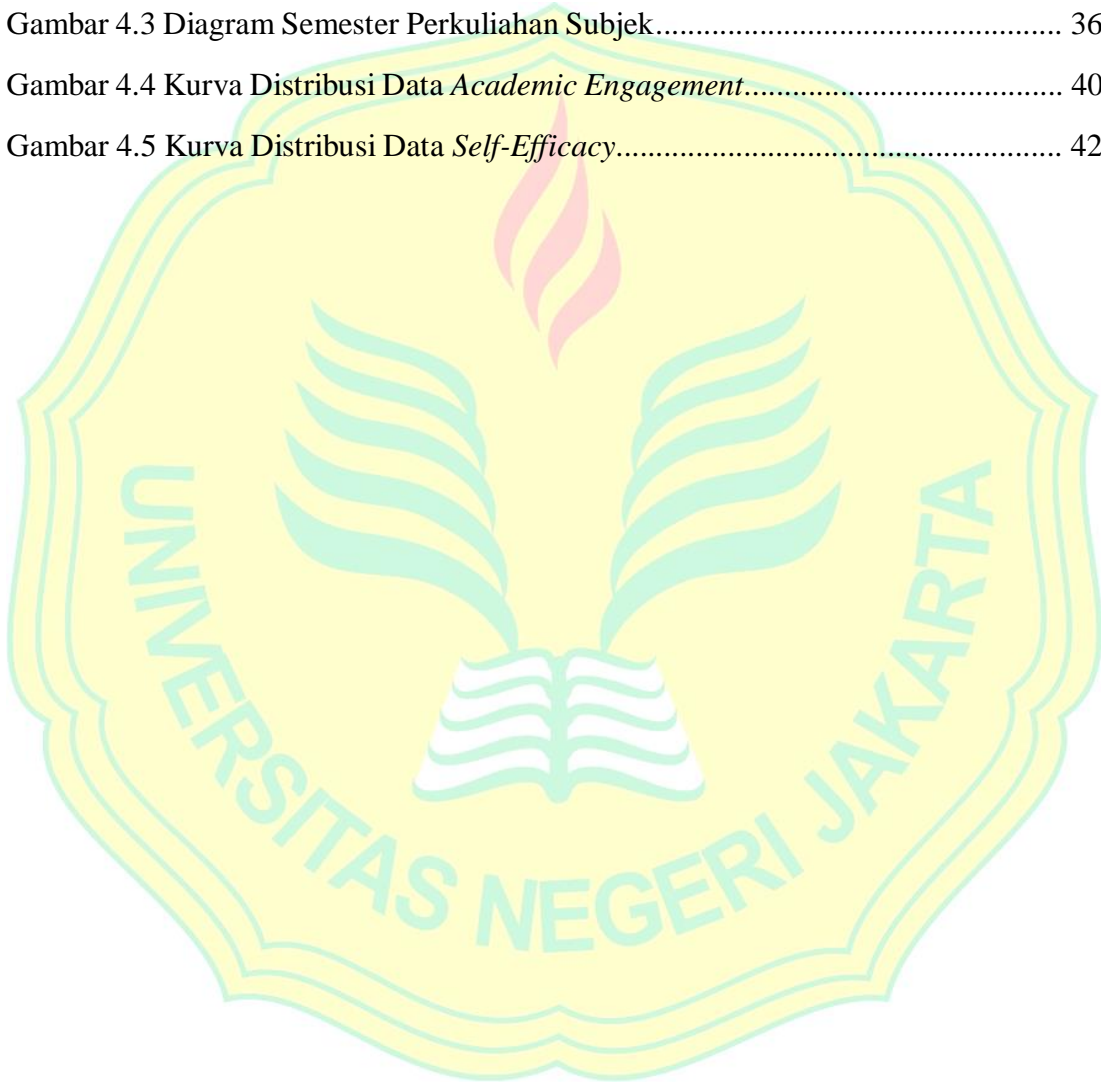 Gambar 4.3 Diagram Semester Perkuliahan Subjek.................................................................. 36
Gambar 4.4 Kurva Distribusi Data Academic Engagement.................................................... 40
Gambar 4.5 Kurva Distribusi Data Self-Efficacy........................................................................ 42
UNIVERSITAS NEGERI JAKARTA